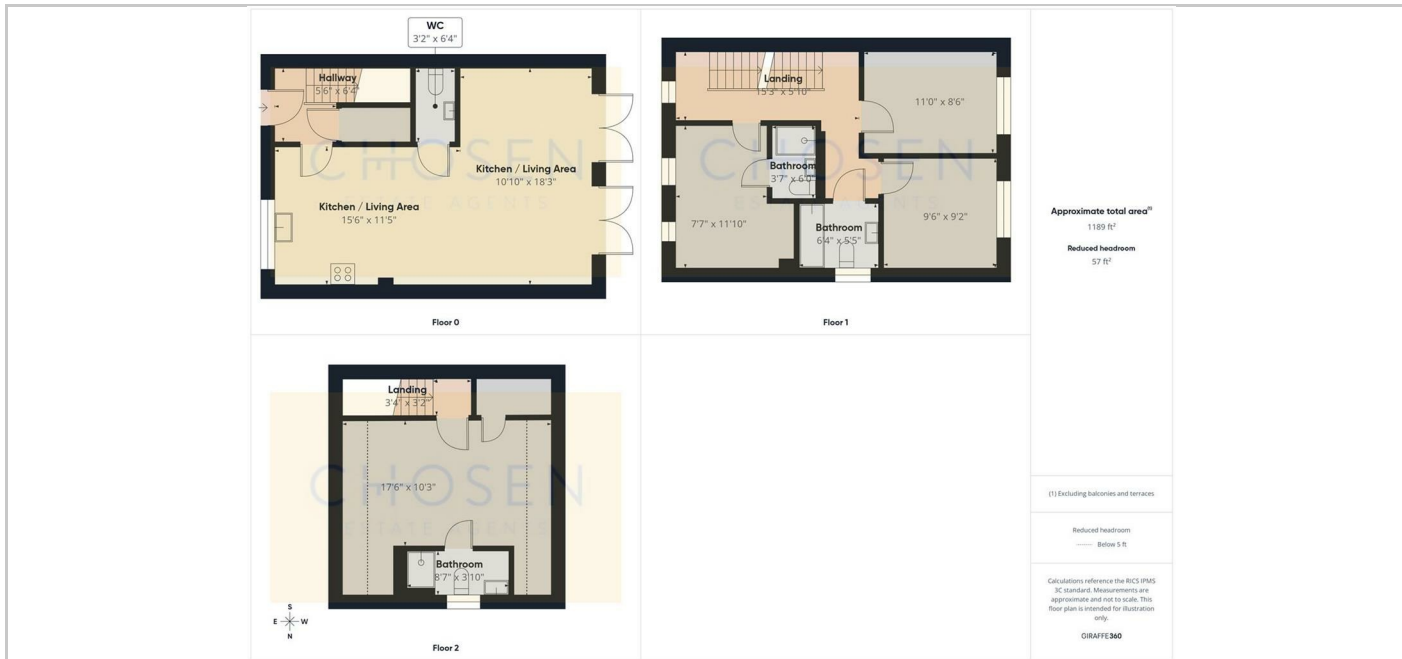 WC
3'2" x 6'4"
Hallway
5'6" x 6'4"
Kitchen / Living Area
10'10" x 18'3"
Kitchen / Living Area
15'6" x 11'5"
CHOSEN
ESTATE AGENTS
Floor 0
Landing
15'3" x 5'10"
11'0" x 8'6"
Bathroom
3'7" x 6'0"
7'7" x 11'10"
Bathroom
6'4" x 5'5"
9'6" x 9'2"
CHOSEN
ESTATE AGENTS
Floor 1
Approximate total area(1)
1189 ft²
Reduced headroom
57 ft²
Landing
3'4" x 3'2"
17'6" x 10'3"
CHOSEN
ESTATE AGENTS
Bathroom
8'7" x 3'10"
S
E W
N
Floor 2
(1) Excluding balconies and terraces
Reduced headroom
Below 5 ft
Calculations reference the RICS IPMS
3C standard. Measurements are
approximate and not to scale. This
floor plan is intended for illustration
only.
GIRAFFE360